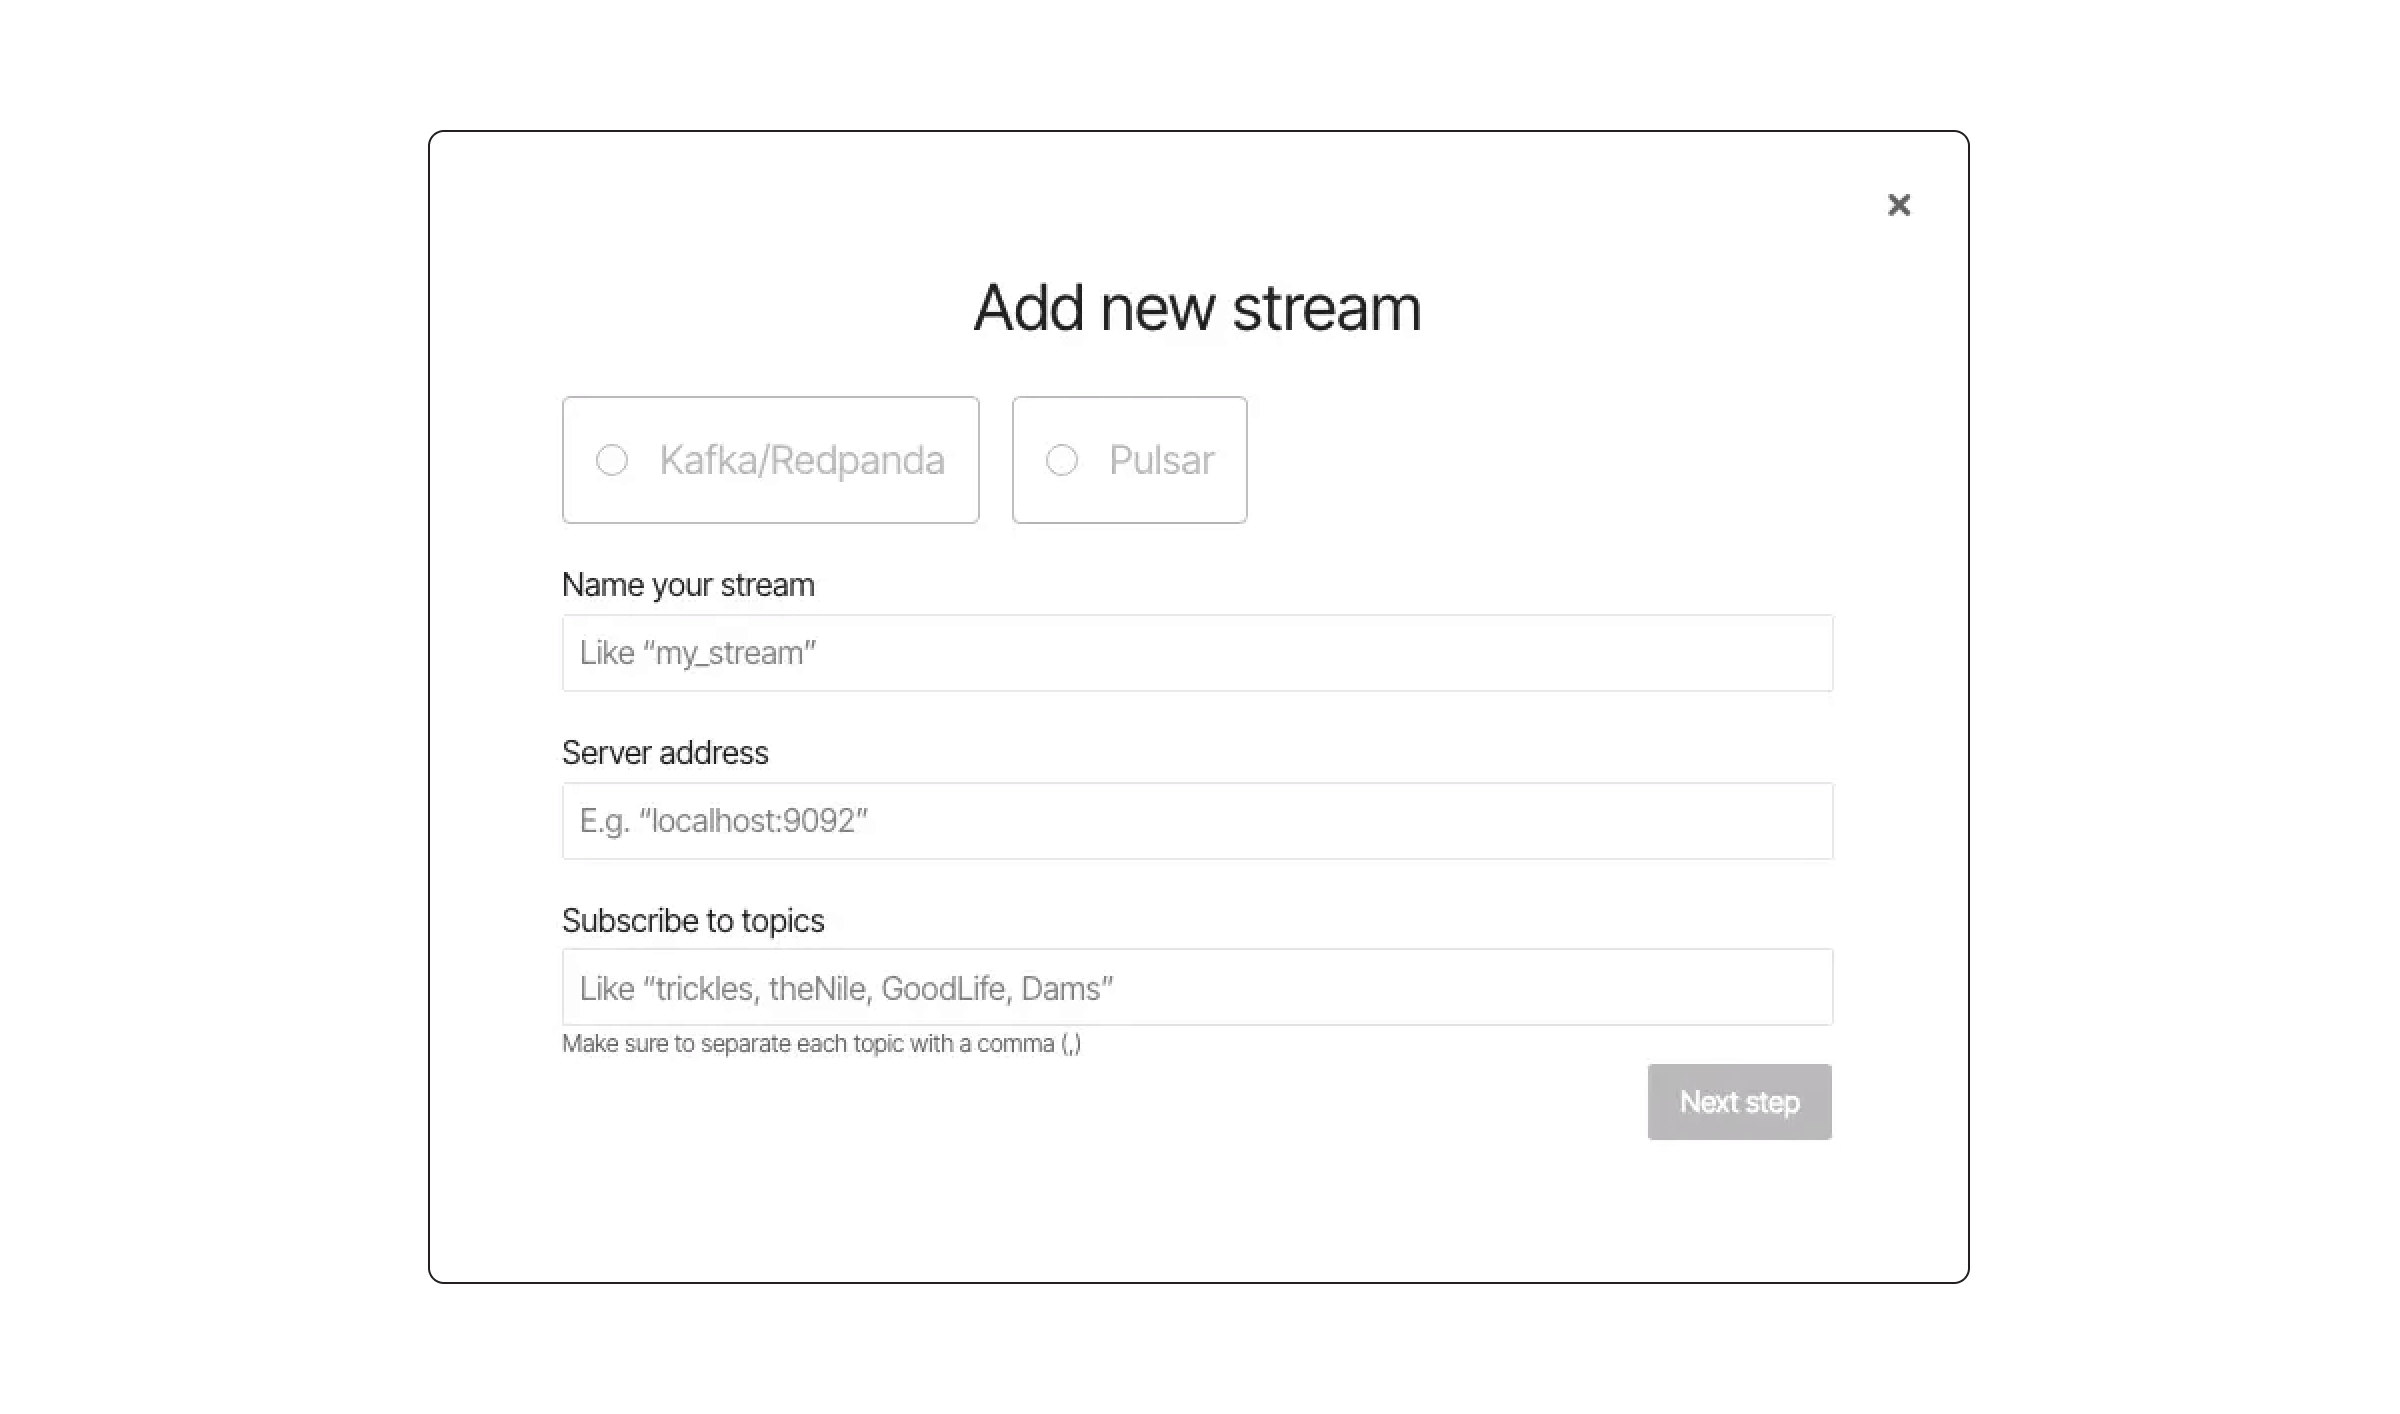 Add new stream
Kafka/Redpanda
Pulsar
Name your stream
Like “my_stream”
Server address
E.g. “localhost:9092”
Subscribe to topics
Like “trickles, theNile, GoodLife, Dams”
Make sure to separate each topic with a comma (,)
Next step